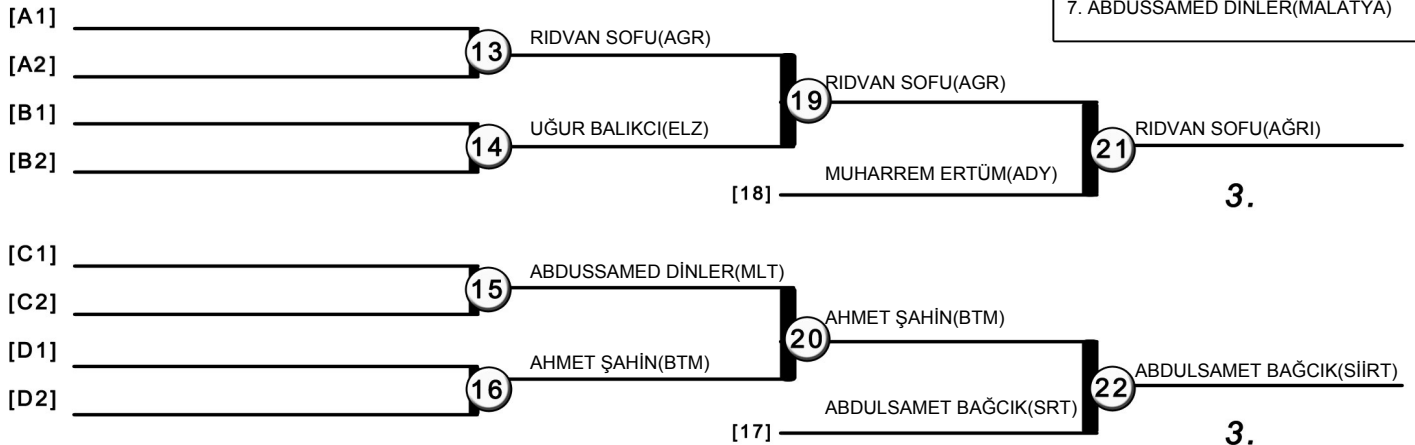 7. ABDUSSAMED DİNLER(MALATYA)
[A1]
13
RIDVAN SOFU(AGR)
[A2]
19
RIDVAN SOFU(AGR)
[B1]
14
UĞUR BALIKCI(ELZ)
21
RIDVAN SOFU(AĞRI)
[B2]
MUHARREM ERTÜM(ADY)
[18]
3.
[C1]
15
ABDUSSAMED DİNLER(MLT)
[C2]
20
AHMET ŞAHİN(BTM)
[D1]
16
AHMET ŞAHİN(BTM)
22
ABDULSAMET BAĞCIK(SİİRT)
[D2]
ABDULSAMET BAĞCIK(SRT)
[17]
3.